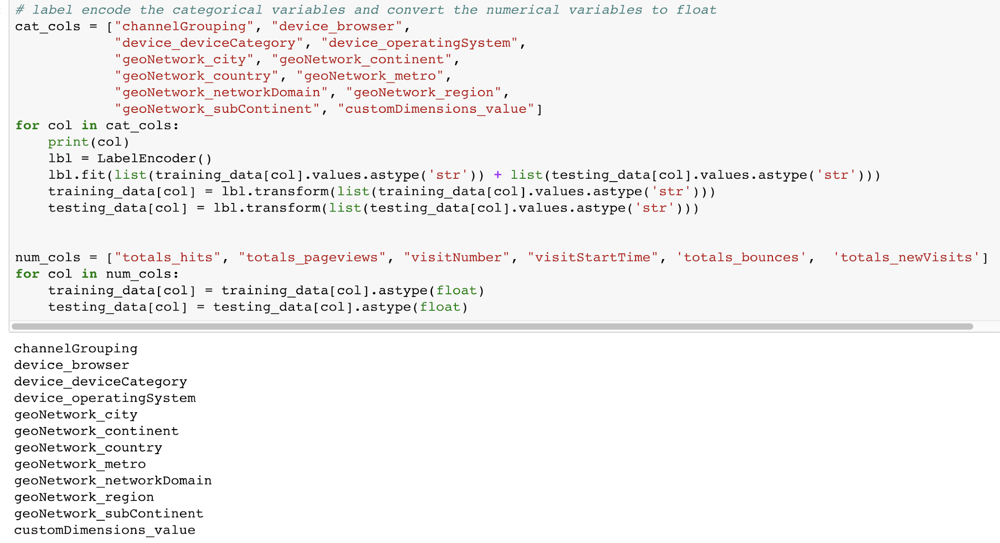 # label encode the categorical variables and convert the numerical variables to float
cat_cols = ["channelGrouping", "device_browser",
            "device_deviceCategory", "device_operatingSystem",
            "geoNetwork_city", "geoNetwork_continent",
            "geoNetwork_country", "geoNetwork_metro",
            "geoNetwork_networkDomain", "geoNetwork_region",
            "geoNetwork_subContinent", "customDimensions_value"]
for col in cat_cols:
    print(col)
    lbl = LabelEncoder()
    lbl.fit(list(training_data[col].values.astype('str')) + list(testing_data[col].values.astype('str')))
    training_data[col] = lbl.transform(list(training_data[col].values.astype('str')))
    testing_data[col] = lbl.transform(list(testing_data[col].values.astype('str')))
num_cols = ["totals_hits", "totals_pageviews", "visitNumber", "visitStartTime", 'totals_bounces',  'totals_newVisits']
for col in num_cols:
    training_data[col] = training_data[col].astype(float)
    testing_data[col] = testing_data[col].astype(float)
channelGrouping
device_browser
device_deviceCategory
device_operatingSystem
geoNetwork_city
geoNetwork_continent
geoNetwork_country
geoNetwork_metro
geoNetwork_networkDomain
geoNetwork_region
geoNetwork_subContinent
customDimensions_value